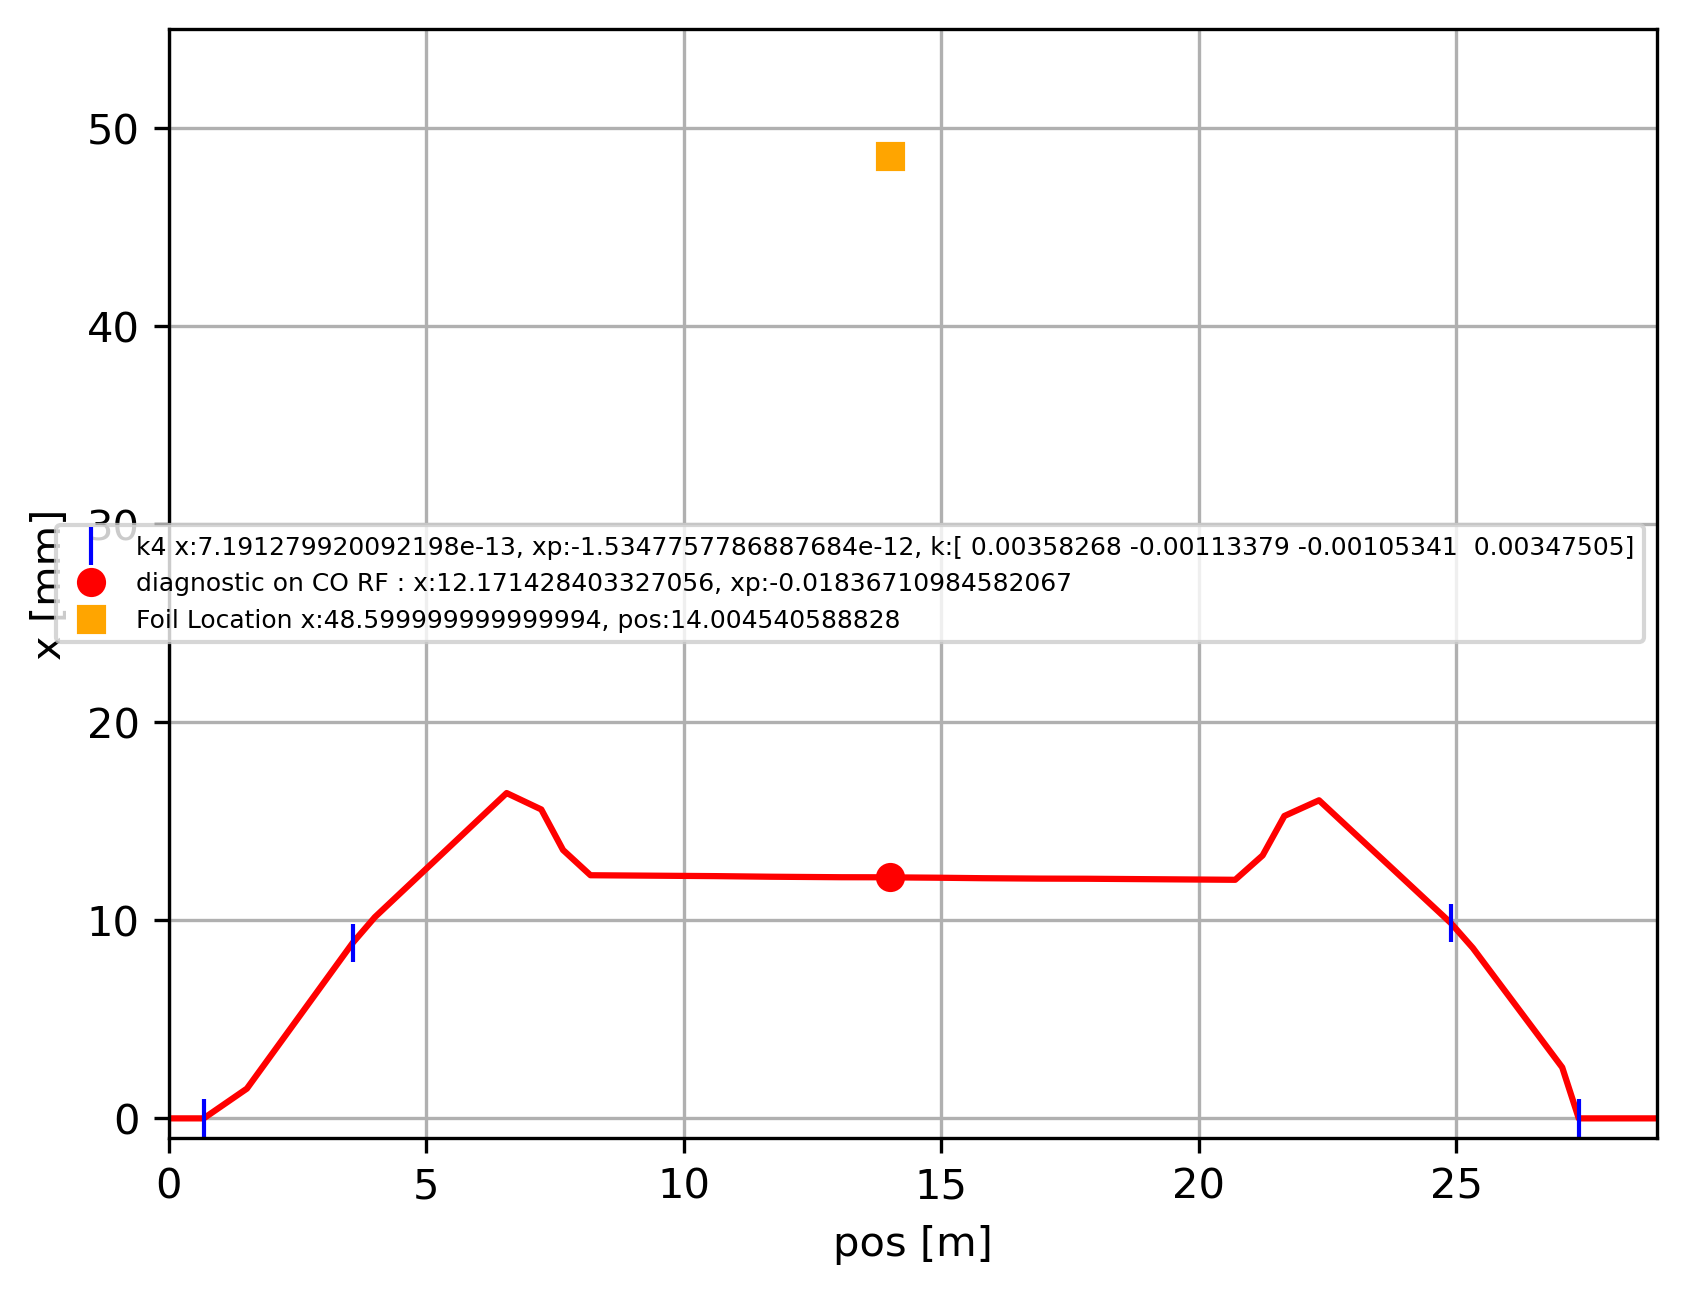 50
40
30
x [mm]
k4 x:7.191279920092198e-13, xp:-1.5347757786887684e-12, k:[ 0.00358268 -0.00113379 -0.00105341  0.00347505]
diagnostic on CO RF : x:12.171428403327056, xp:-0.01836710984582067
Foil Location x:48.599999999999994, pos:14.004540588828
20
10
0
0 5 10 15 20 25
pos [m]